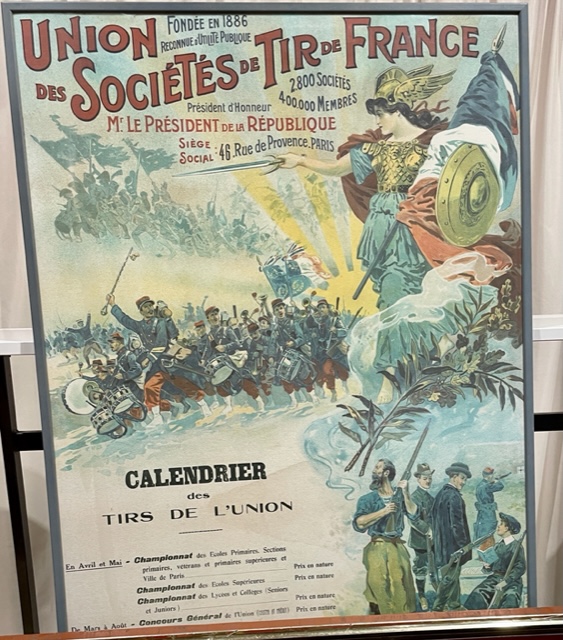 UNION
FONDÉE EN 1886
RECONNUE D'UTILITÉ PUBLIQUE
DES SOCIÉTÉS DE TIR DE FRANCE
2.800 SOCIÉTÉS
400.000 MEMBRES
Président d'Honneur
Mr. LE PRÉSIDENT DE LA RÉPUBLIQUE
SIÈGE SOCIAL : 46, Rue de Provence, PARIS
CALENDRIER
des
TIRS DE L'UNION
En Avril et Mai - Championnat des Ecoles Primaires, Sections
primaires, vétérans et primaires supérieures et
Ville de Paris Prix en nature
Championnat des Ecoles Supérieures Prix en nature
Championnat des Lycées et Collèges (Seniors
et Juniors) Prix en nature
De Mars à Août - Concours Général de l'Union Prix en nature